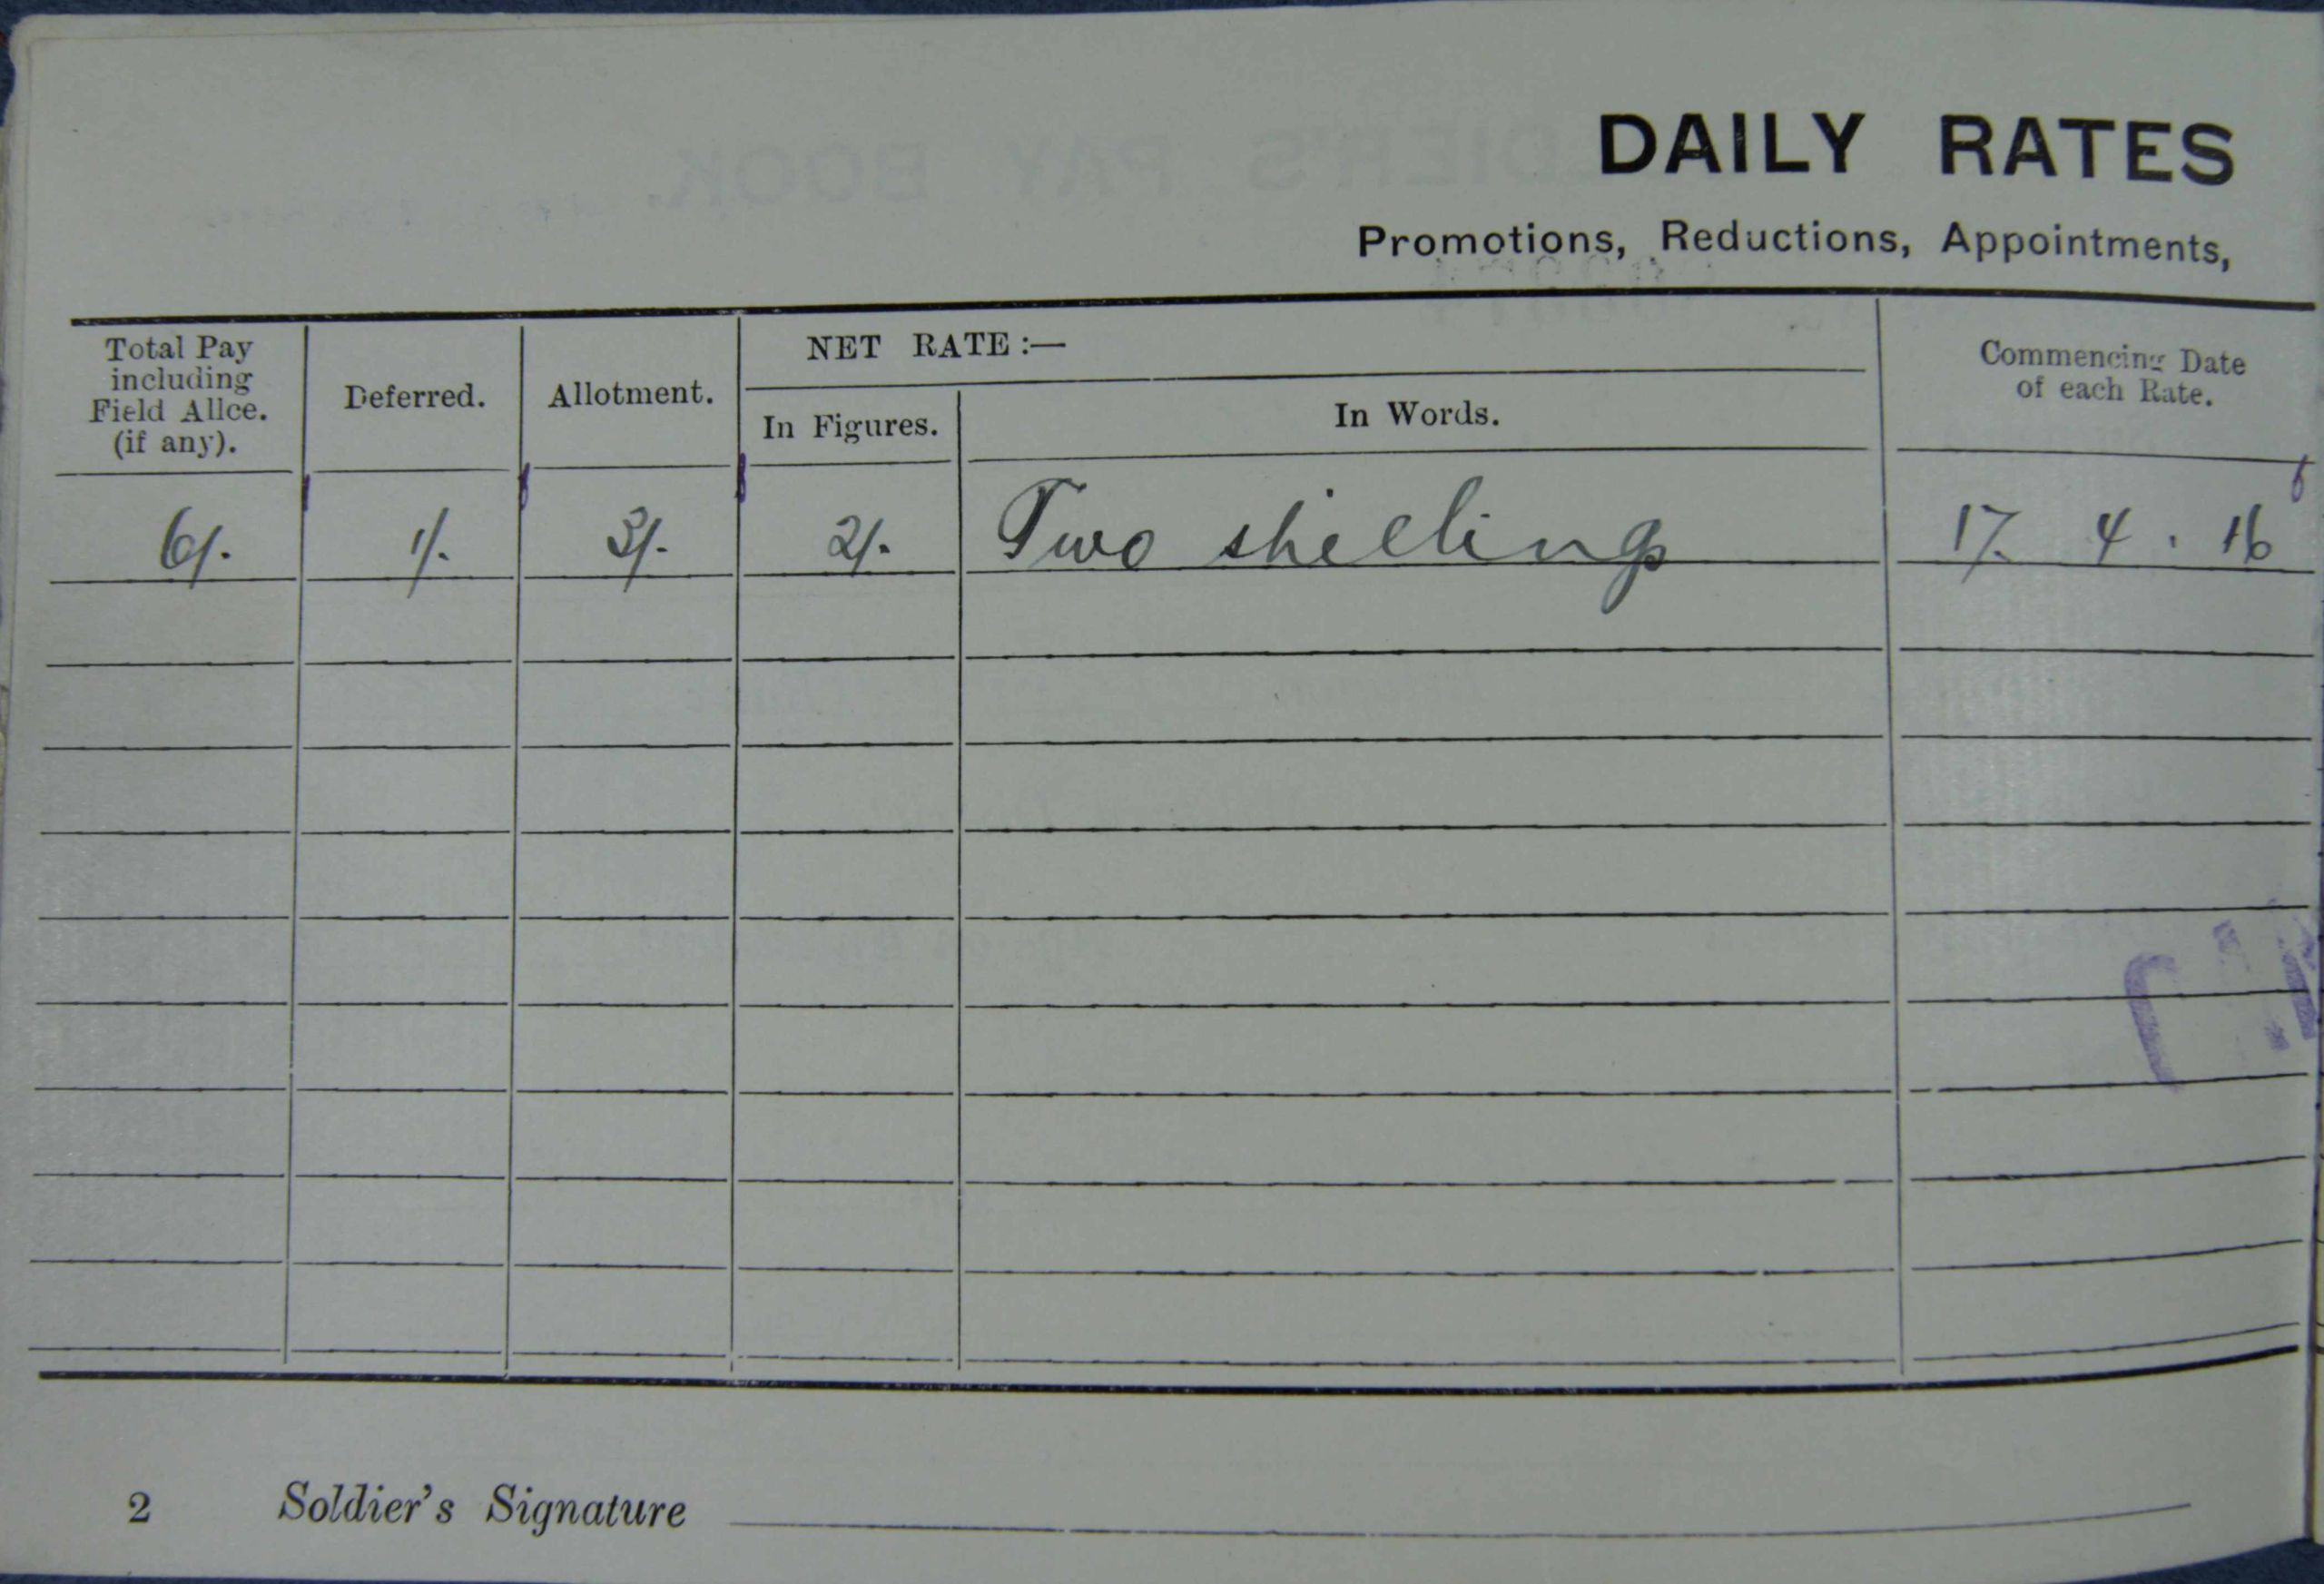 DAILY RATES
Promotions, Reductions, Appointments,
Total Pay including Field Allce. (if any).
Deferred.
Allotment.
NET RATE :—
In Figures.
In Words.
Commencing Date of each Rate.
6/. 1/. 3/. 2/. Two shillings 17. 4. 16
2 Soldier's Signature